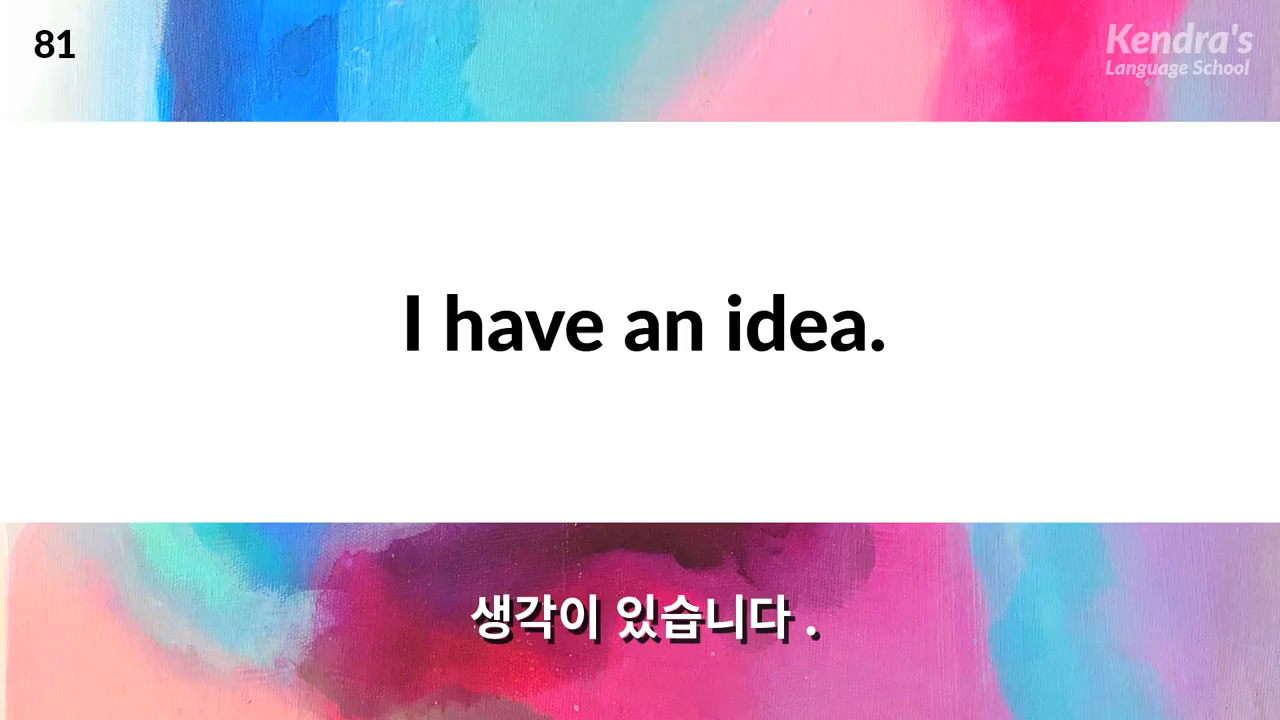 81
Kendra's
Language School
I have an idea.
생각이 있습니다 .